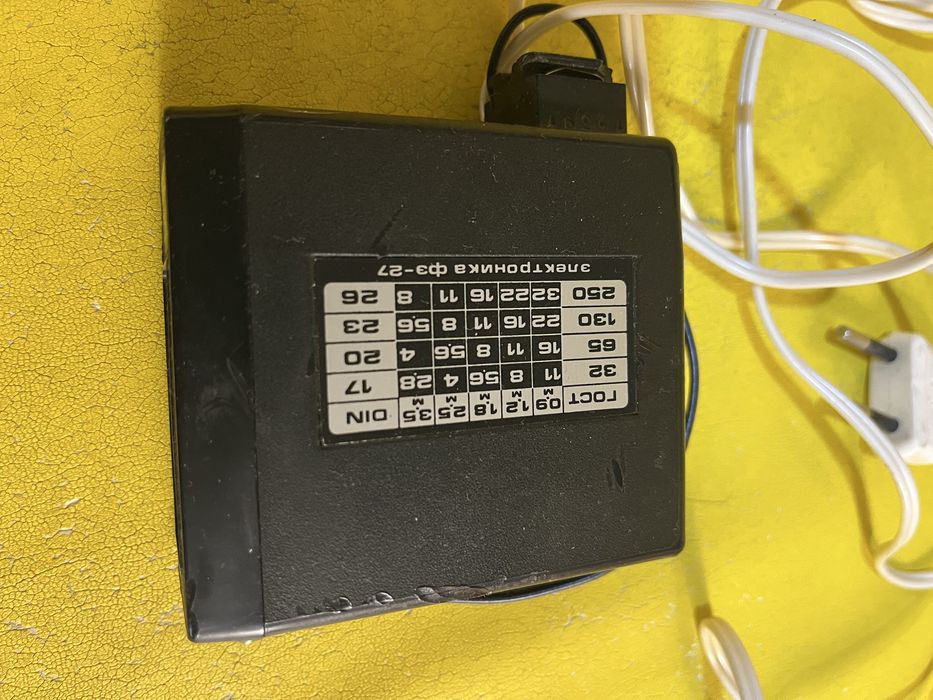 ГОСТ 0,9 м 1,2 м 1,8 м 2,5 м 3,5 м DIN
32 11 8 5,6 4 2,8 17
65 16 11 8 5,6 4 20
130 22 16 11 8 5,6 23
250 32 22 16 11 8 26
электроника фэ-27